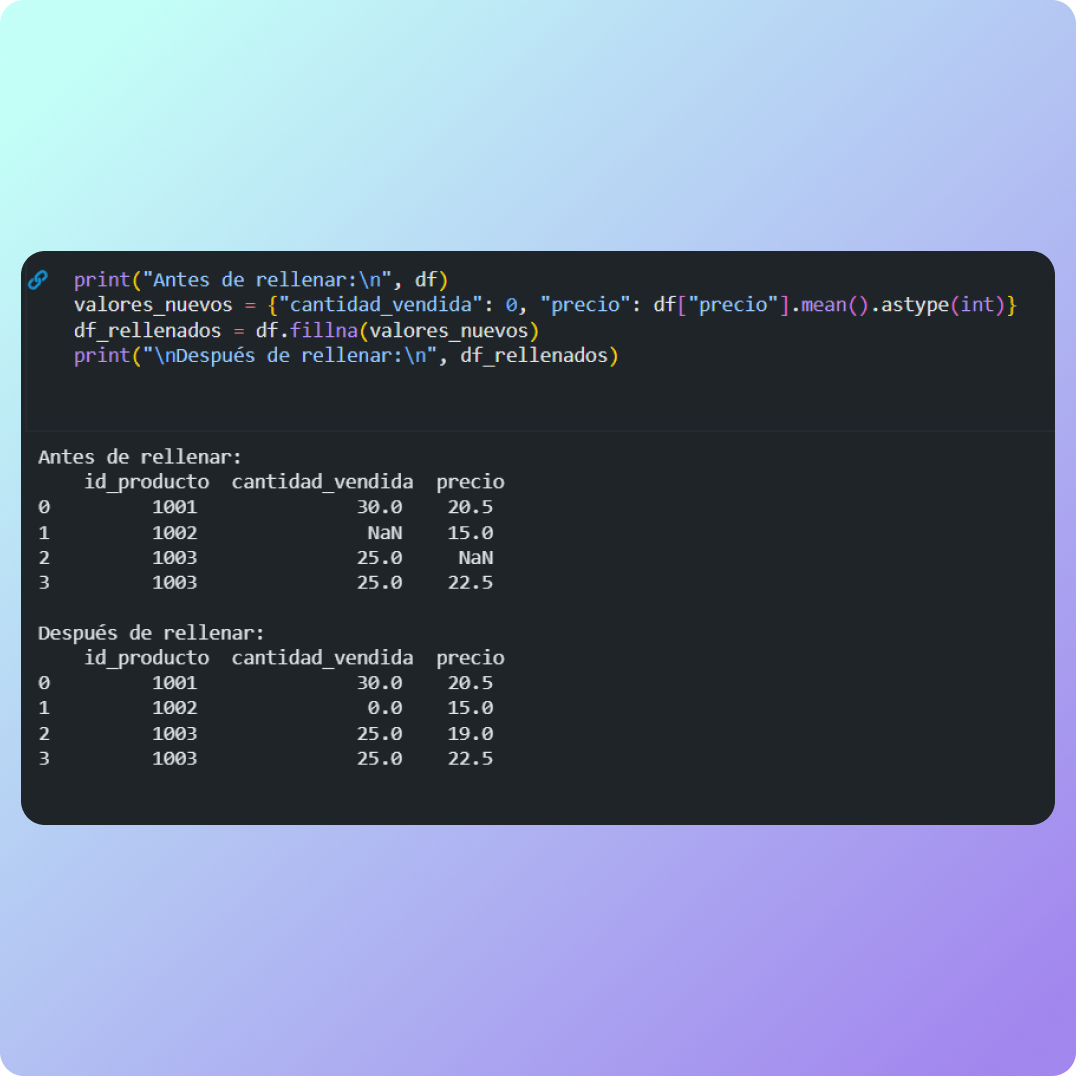 print("Antes de rellenar:\n", df)
valores_nuevos = {"cantidad_vendida": 0, "precio": df["precio"].mean().astype(int)}
df_rellenados = df.fillna(valores_nuevos)
print("\nDespués de rellenar:\n", df_rellenados)
Antes de rellenar:
id_producto cantidad_vendida precio
0 1001 30.0 20.5
1 1002 NaN 15.0
2 1003 25.0 NaN
3 1003 25.0 22.5
Después de rellenar:
id_producto cantidad_vendida precio
0 1001 30.0 20.5
1 1002 0.0 15.0
2 1003 25.0 19.0
3 1003 25.0 22.5